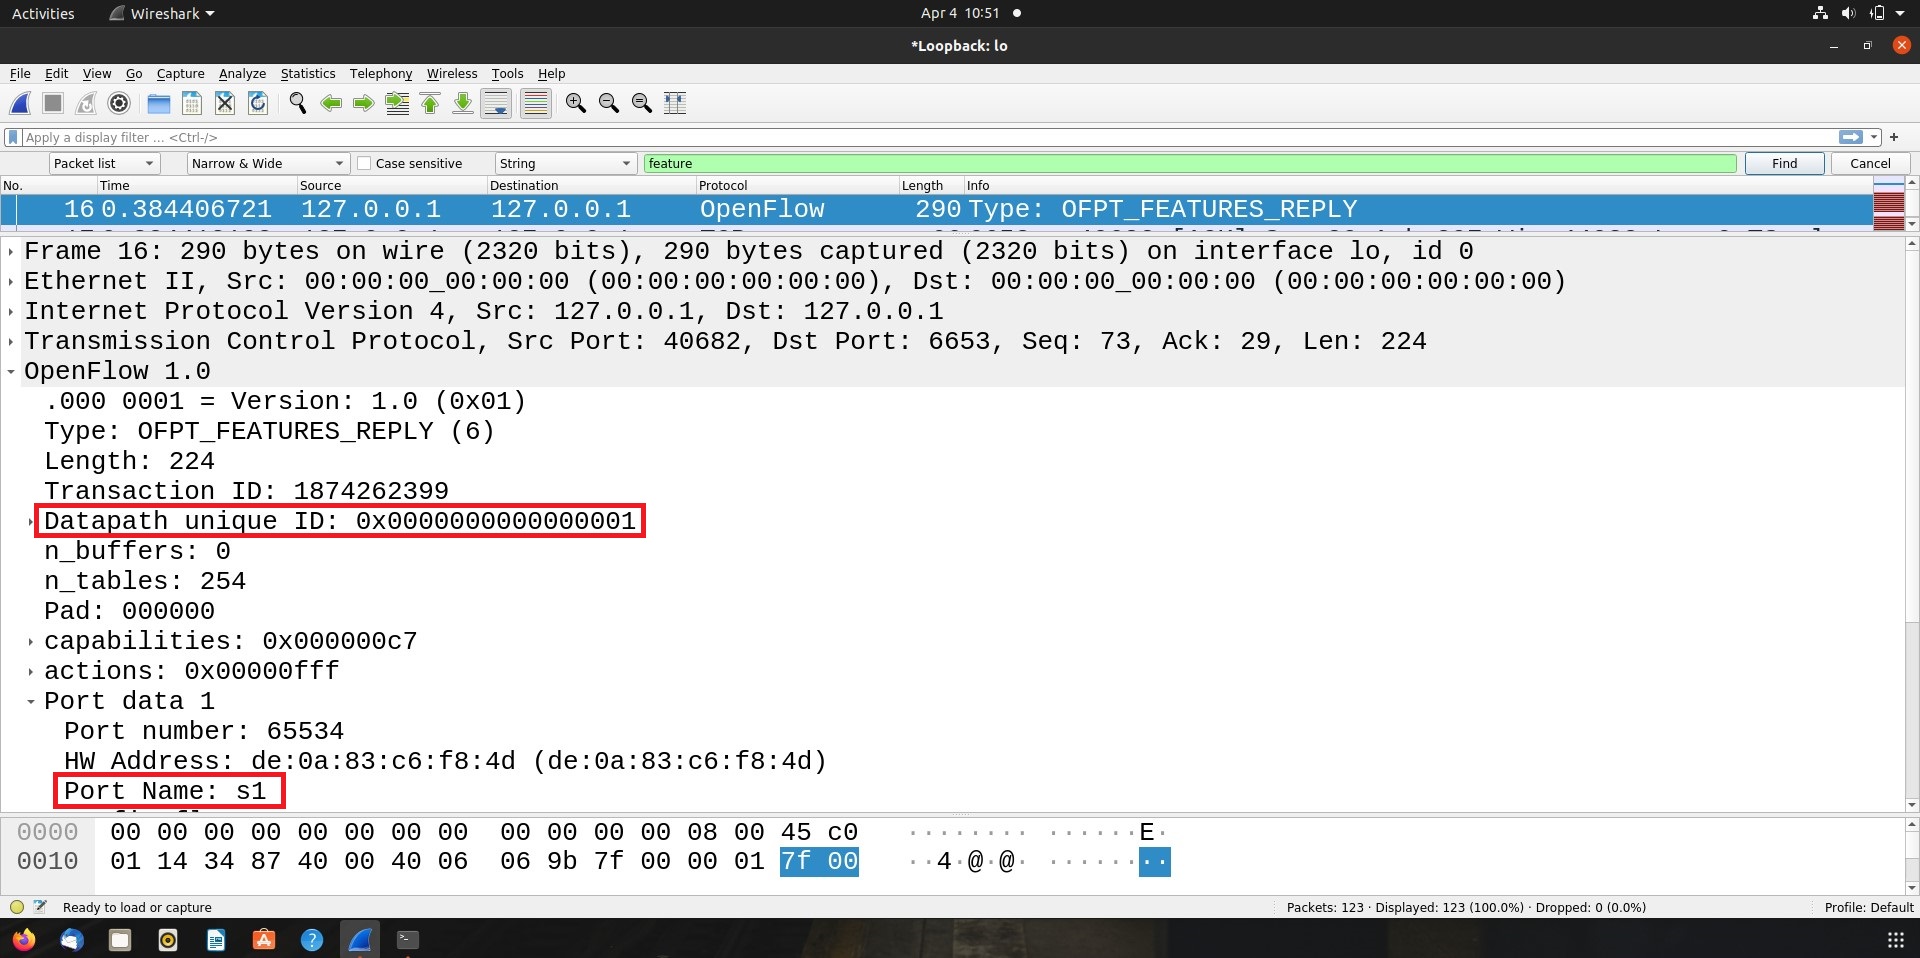 Activities Wireshark Apr 4 10:51
*Loopback: lo
File Edit View Go Capture Analyze Statistics Telephony Wireless Tools Help
Apply a display filter ... <Ctrl-/>
Packet list Narrow & Wide Case sensitive String feature Find Cancel
No. Time Source Destination Protocol Length Info
16 0.384406721 127.0.0.1 127.0.0.1 OpenFlow 290 Type: OFPT_FEATURES_REPLY
Frame 16: 290 bytes on wire (2320 bits), 290 bytes captured (2320 bits) on interface lo, id 0
Ethernet II, Src: 00:00:00_00:00:00 (00:00:00:00:00:00), Dst: 00:00:00_00:00:00 (00:00:00:00:00:00)
Internet Protocol Version 4, Src: 127.0.0.1, Dst: 127.0.0.1
Transmission Control Protocol, Src Port: 40682, Dst Port: 6653, Seq: 73, Ack: 29, Len: 224
OpenFlow 1.0
.000 0001 = Version: 1.0 (0x01)
Type: OFPT_FEATURES_REPLY (6)
Length: 224
Transaction ID: 1874262399
Datapath unique ID: 0x0000000000000001
n_buffers: 0
n_tables: 254
Pad: 000000
capabilities: 0x000000c7
actions: 0x00000fff
Port data 1
Port number: 65534
HW Address: de:0a:83:c6:f8:4d (de:0a:83:c6:f8:4d)
Port Name: s1
0000 00 00 00 00 00 00 00 00 00 00 00 00 08 00 45 c0 ········ ······E·
0010 01 14 34 87 40 00 40 06 06 9b 7f 00 00 01 7f 00 ··4·@·@· ········
Ready to load or capture Packets: 123 · Displayed: 123 (100.0%) · Dropped: 0 (0.0%) Profile: Default